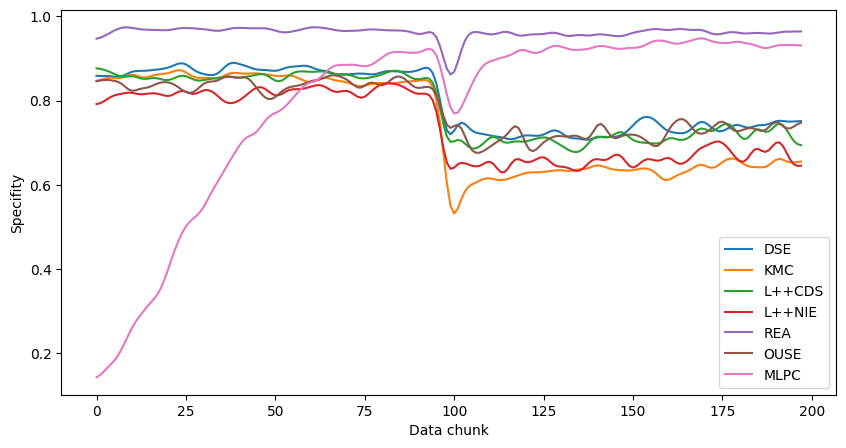 1.0
0.8
0.6
0.4
0.2
Specifity
0
25
50
75
100
125
150
175
200
Data chunk
DSE
KMC
L++CDS
L++NIE
REA
OUSE
MLPC